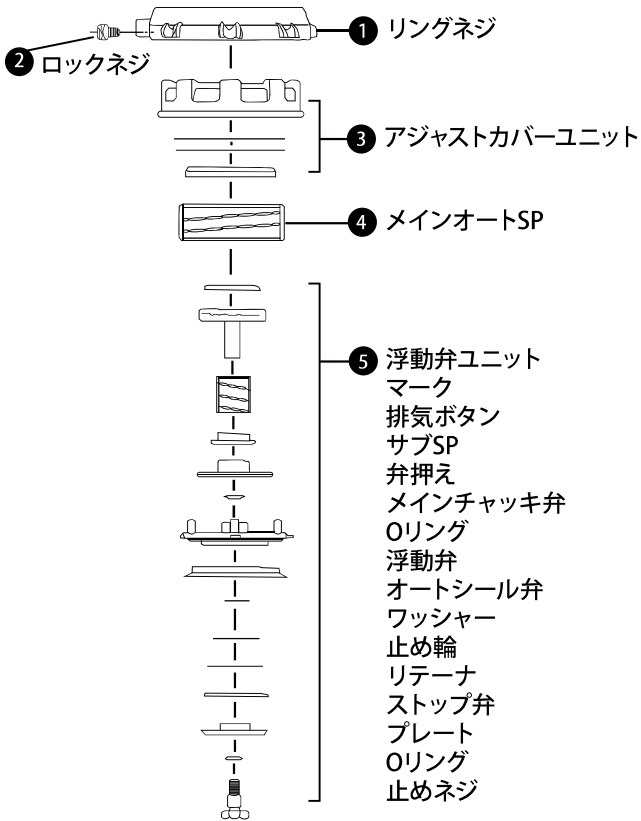 1 リングネジ
2 ロックネジ
3 アジャストカバーユニット
4 メインオートSP
5 浮動弁ユニット
マーク
排気ボタン
サブSP
弁押え
メインチャッキ弁
Oリング
浮動弁
オートシール弁
ワッシャー
止め輪
リテーナ
ストップ弁
プレート
Oリング
止めネジ